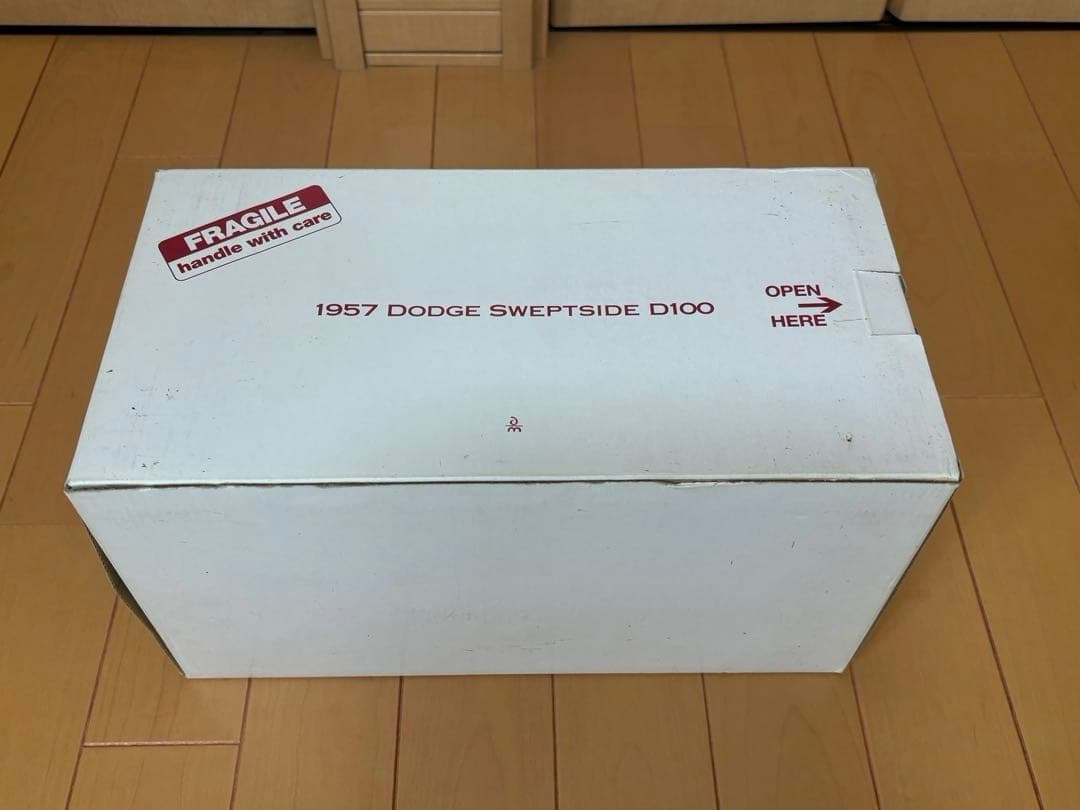 FRAGILE
handle with care
1957 DODGE SWEPTSIDE D100
OPEN
HERE